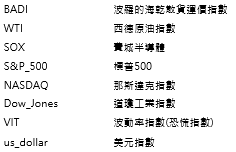 BADI 波羅的海乾散貨運價指數
WTI 西德原油指數
SOX 費城半導體
S&P_500 標普500
NASDAQ 那斯達克指數
Dow_Jones 道瓊工業指數
VIT 波動率指數(恐慌指數)
us_dollar 美元指數